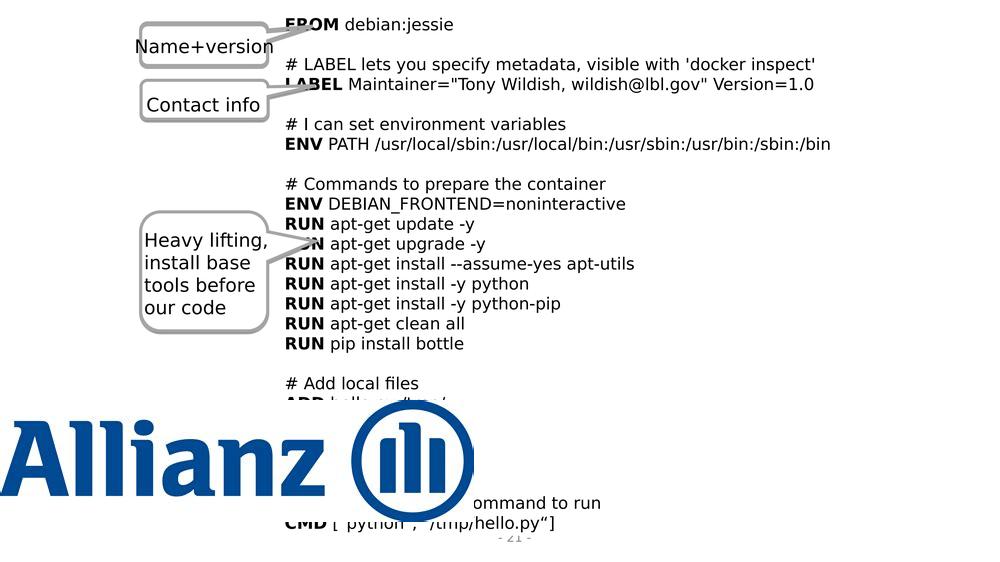 FROM debian:jessie
Name+version
# LABEL lets you specify metadata, visible with 'docker inspect'
LABEL Maintainer="Tony Wildish, wildish@lbl.gov" Version=1.0
Contact info
# I can set environment variables
ENV PATH /usr/local/sbin:/usr/local/bin:/usr/sbin:/usr/bin:/sbin:/bin
# Commands to prepare the container
ENV DEBIAN_FRONTEND=noninteractive
RUN apt-get update -y
RUN apt-get upgrade -y
Heavy lifting,
install base
tools before
our code
RUN apt-get install --assume-yes apt-utils
RUN apt-get install -y python
RUN apt-get install -y python-pip
RUN apt-get clean all
RUN pip install bottle
# Add local files
Allianz
to run
CMD ["python", "/tmp/hello.py“]
- 21 -